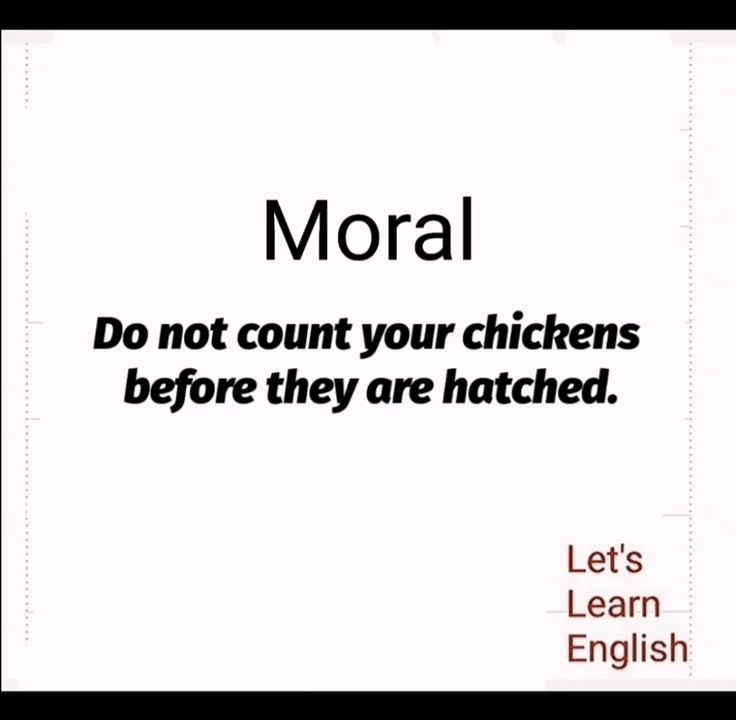 Moral
Do not count your chickens
before they are hatched.
Let's
Learn
English